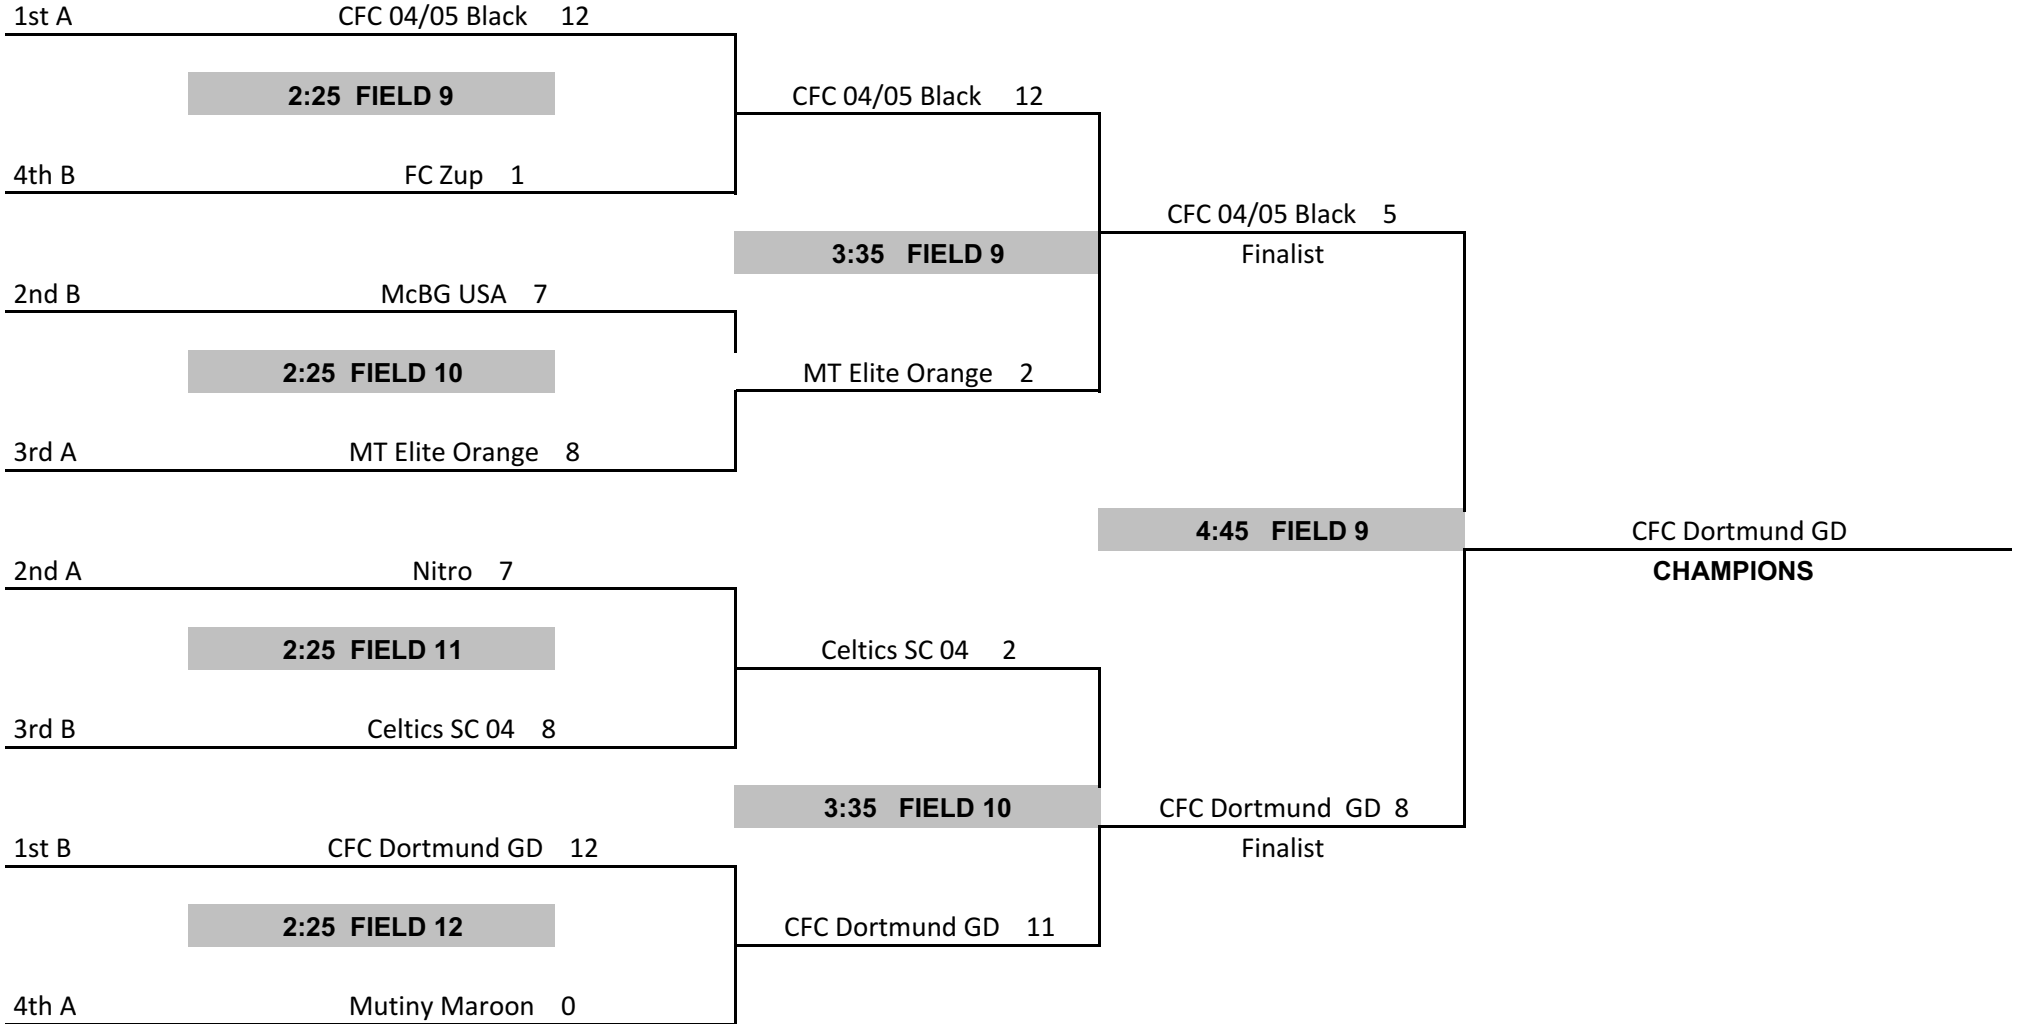 1st A CFC 04/05 Black 12
2:25 FIELD 9
CFC 04/05 Black 12
4th B FC Zup 1
CFC 04/05 Black 5
3:35 FIELD 9
Finalist
2nd B McBG USA 7
2:25 FIELD 10
MT Elite Orange 2
3rd A MT Elite Orange 8
4:45 FIELD 9
CFC Dortmund GD
2nd A Nitro 7
CHAMPIONS
2:25 FIELD 11
Celtics SC 04 2
3rd B Celtics SC 04 8
3:35 FIELD 10
CFC Dortmund GD 8
1st B CFC Dortmund GD 12
Finalist
2:25 FIELD 12
CFC Dortmund GD 11
4th A Mutiny Maroon 0